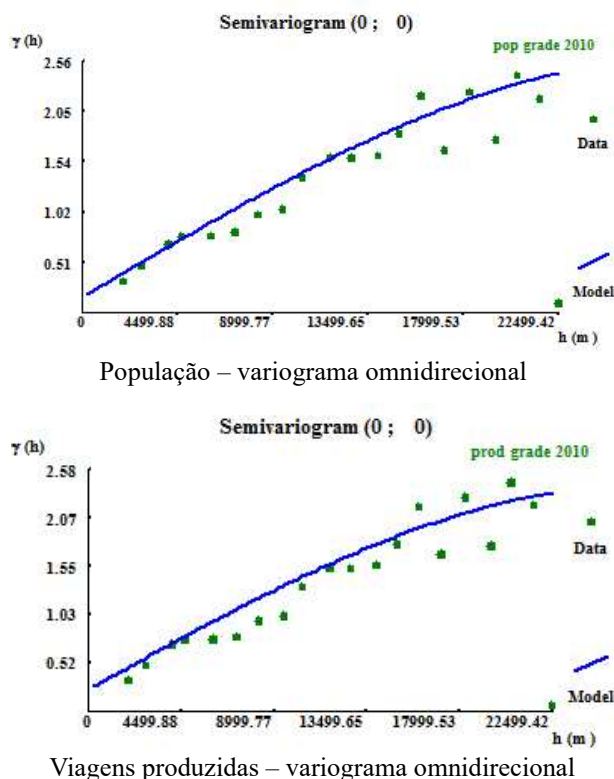 Semivariogram (0 ; 0)
γ (h)
pop grade 2010
2.56
2.05
1.54
1.02
0.51
Data
Model
0 4499.88 8999.77 13499.65 17999.53 22499.42
h (m )
População – variograma omnidirecional
Semivariogram (0 ; 0)
γ (h)
prod grade 2010
2.58
2.07
1.55
1.03
0.52
Data
Model
0 4499.88 8999.77 13499.65 17999.53 22499.42
h (m )
Viagens produzidas – variograma omnidirecional